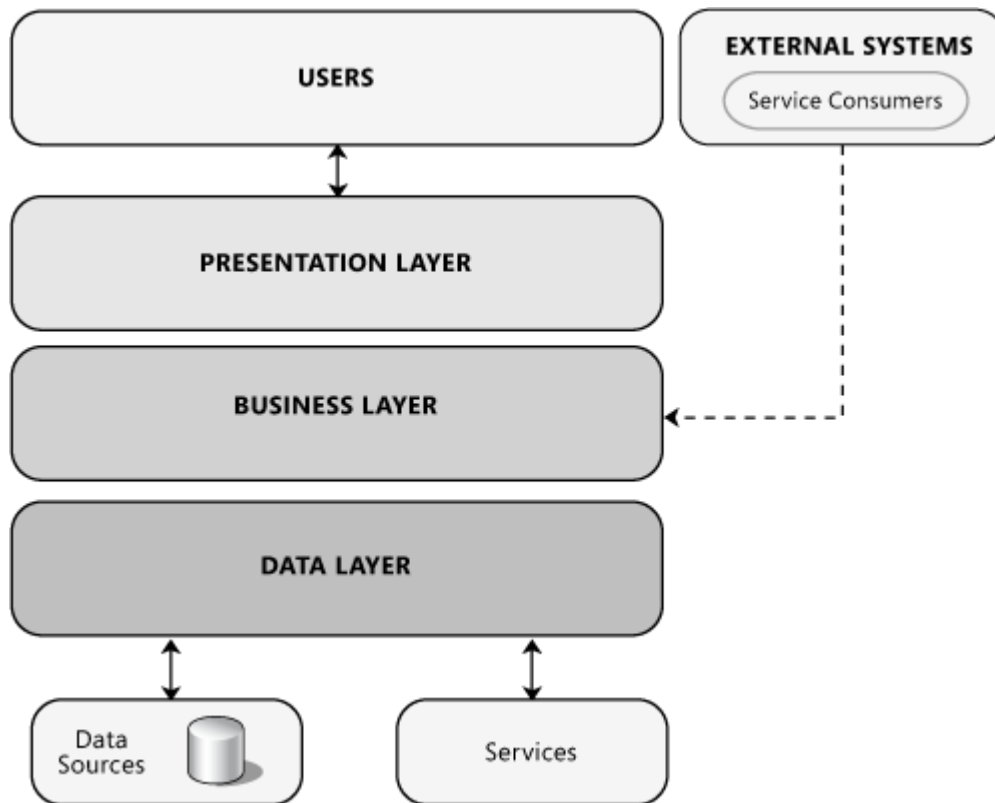 USERS
EXTERNAL SYSTEMS
Service Consumers
PRESENTATION LAYER
BUSINESS LAYER
DATA LAYER
Data
Sources
Services